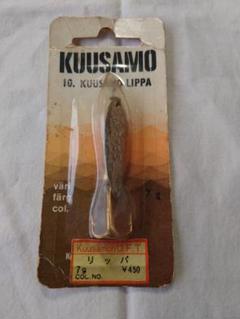 KUUSAMO
10. KUUSAMO LIPPA
väri
färg
col.
7g
リッパ
7g ¥450
COL.NO.